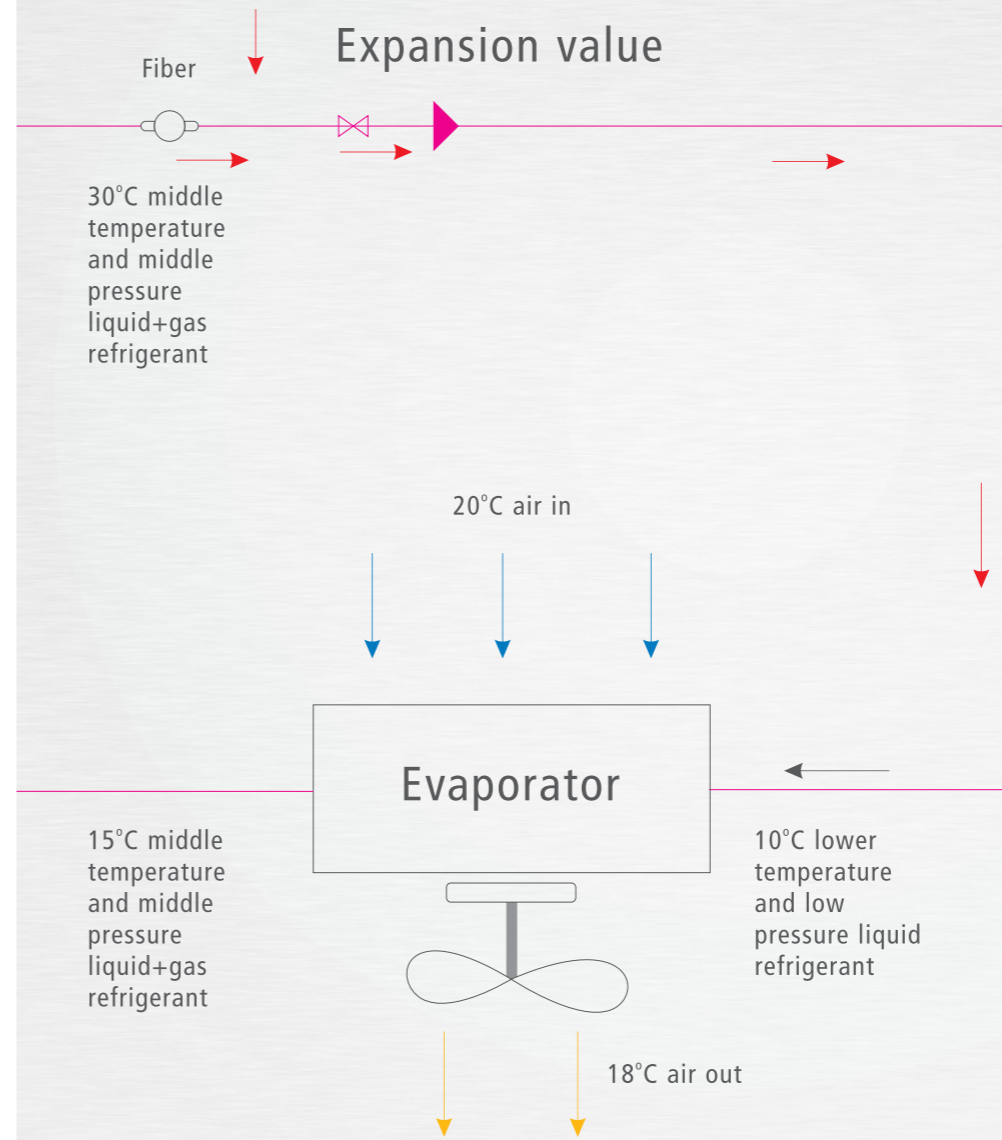 Expansion value
Fiber
30°C middle
temperature
and middle
pressure
liquid+gas
refrigerant
20°C air in
Evaporator
15°C middle
temperature
and middle
pressure
liquid+gas
refrigerant
10°C lower
temperature
and low
pressure liquid
refrigerant
18°C air out